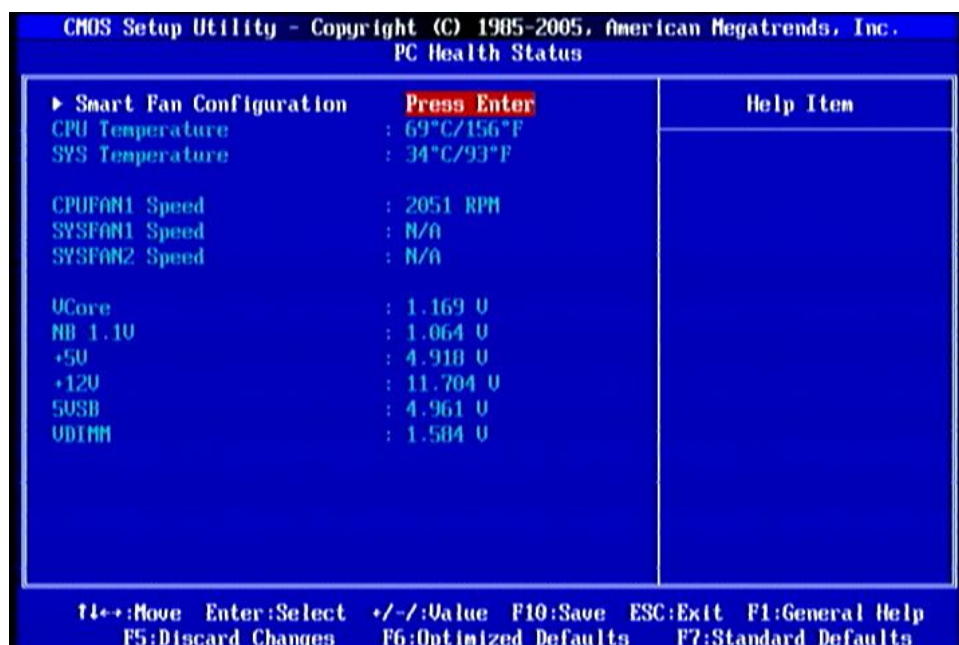 CMOS Setup Utility - Copyright (C) 1985-2005, American Megatrends, Inc.
PC Health Status
▶ Smart Fan Configuration Press Enter
CPU Temperature : 69°C/156°F
SYS Temperature : 34°C/93°F
CPUFAN1 Speed : 2051 RPM
SYSFAN1 Speed : N/A
SYSFAN2 Speed : N/A
VCore : 1.169 V
NB 1.1V : 1.064 V
+5V : 4.918 V
+12V : 11.704 V
5VSB : 4.961 V
VDIMM : 1.584 V
Help Item
↑↓←→:Move Enter:Select +/-/:Value F10:Save ESC:Exit F1:General Help
F5:Discard Changes F6:Optimized Defaults F7:Standard Defaults